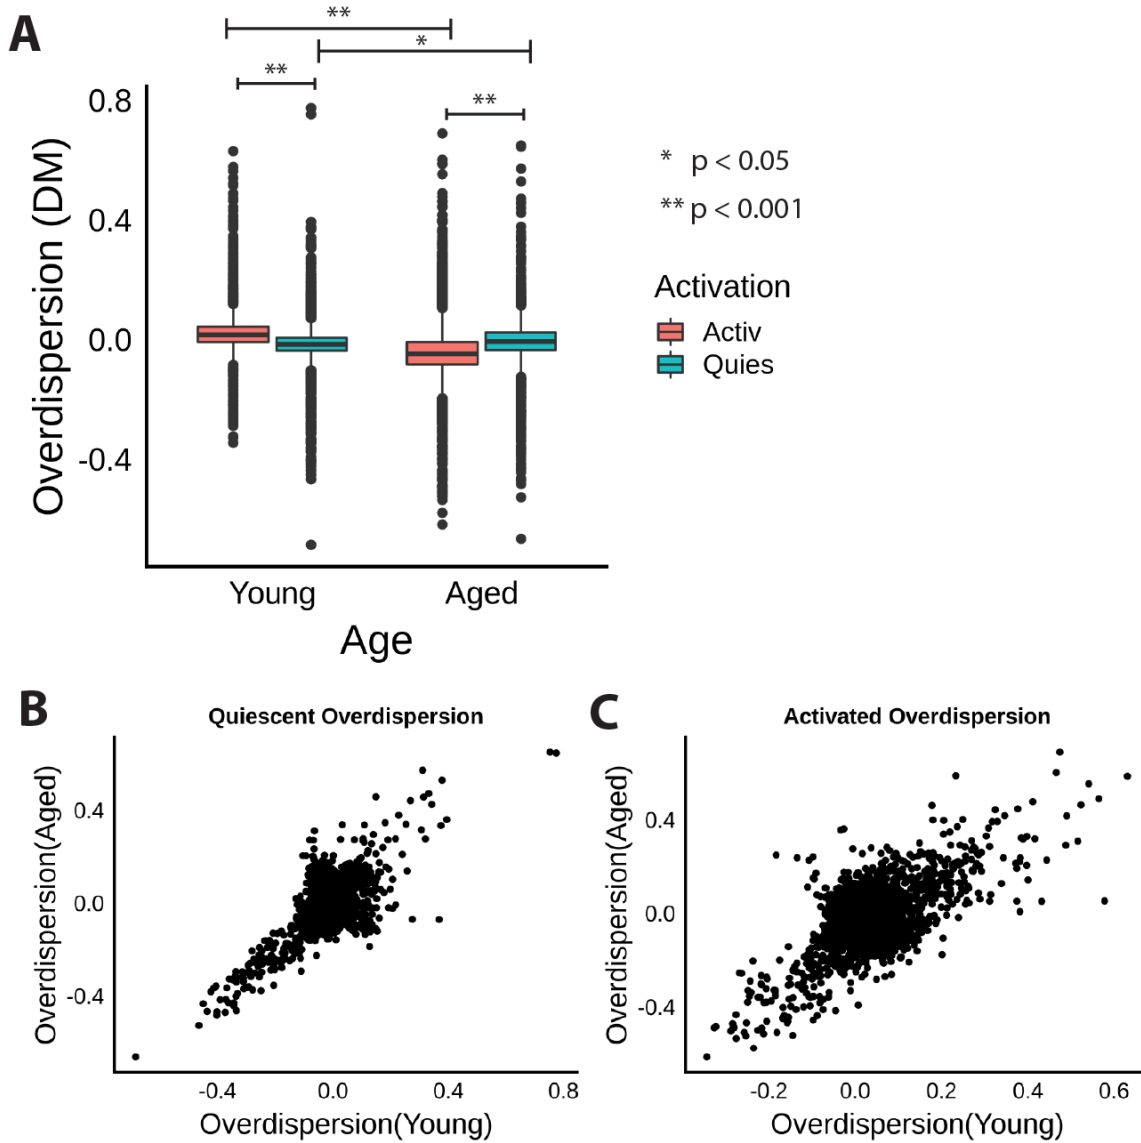 A
**
*
**
**
0.8
0.4
0.0
-0.4
Overdispersion (DM)
Young
Aged
Age
* p < 0.05
** p < 0.001
Activation
Activ
Quies
B
Quiescent Overdispersion
Overdispersion(Aged)
0.4
0.0
-0.4
-0.4
0.0
0.4
0.8
Overdispersion(Young)
C
Activated Overdispersion
Overdispersion(Aged)
0.4
0.0
-0.4
-0.2
0.0
0.2
0.4
0.6
Overdispersion(Young)